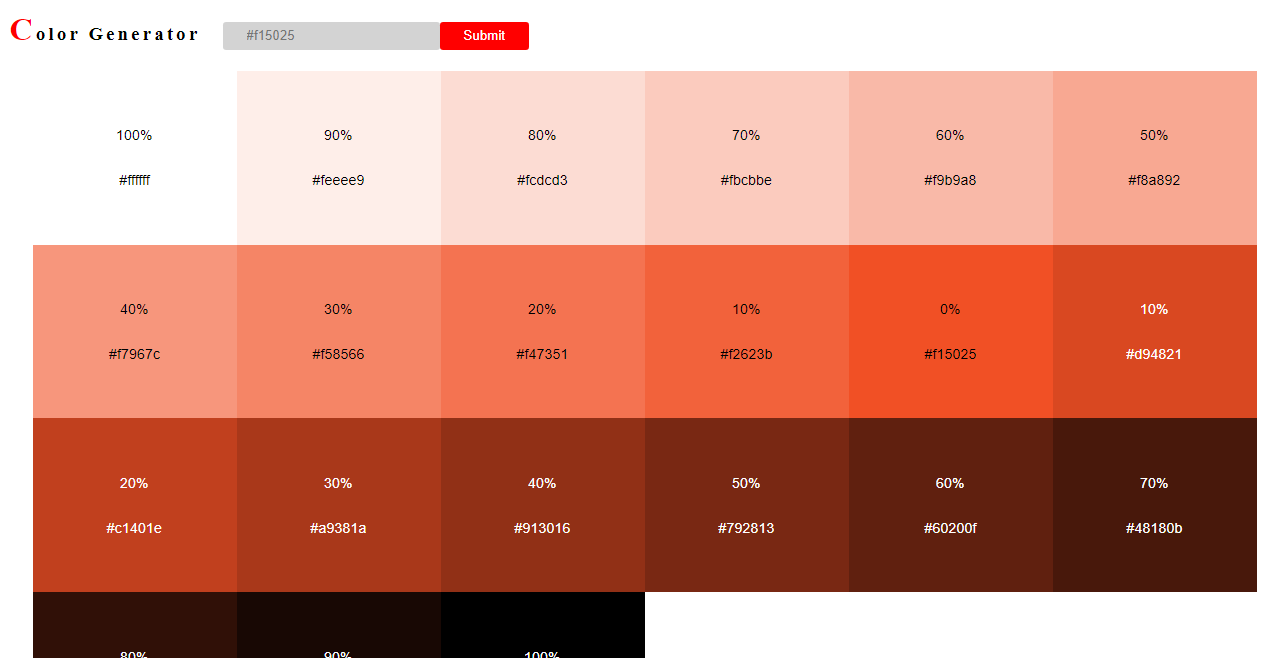 Color Generator
#f15025
Submit
100%
#ffffff
90%
#feeee9
80%
#fcdcd3
70%
#fbcbbe
60%
#f9b9a8
50%
#f8a892
40%
#f7967c
30%
#f58566
20%
#f47351
10%
#f2623b
0%
#f15025
10%
#d94821
20%
#c1401e
30%
#a9381a
40%
#913016
50%
#792813
60%
#60200f
70%
#48180b
80%
90%
100%